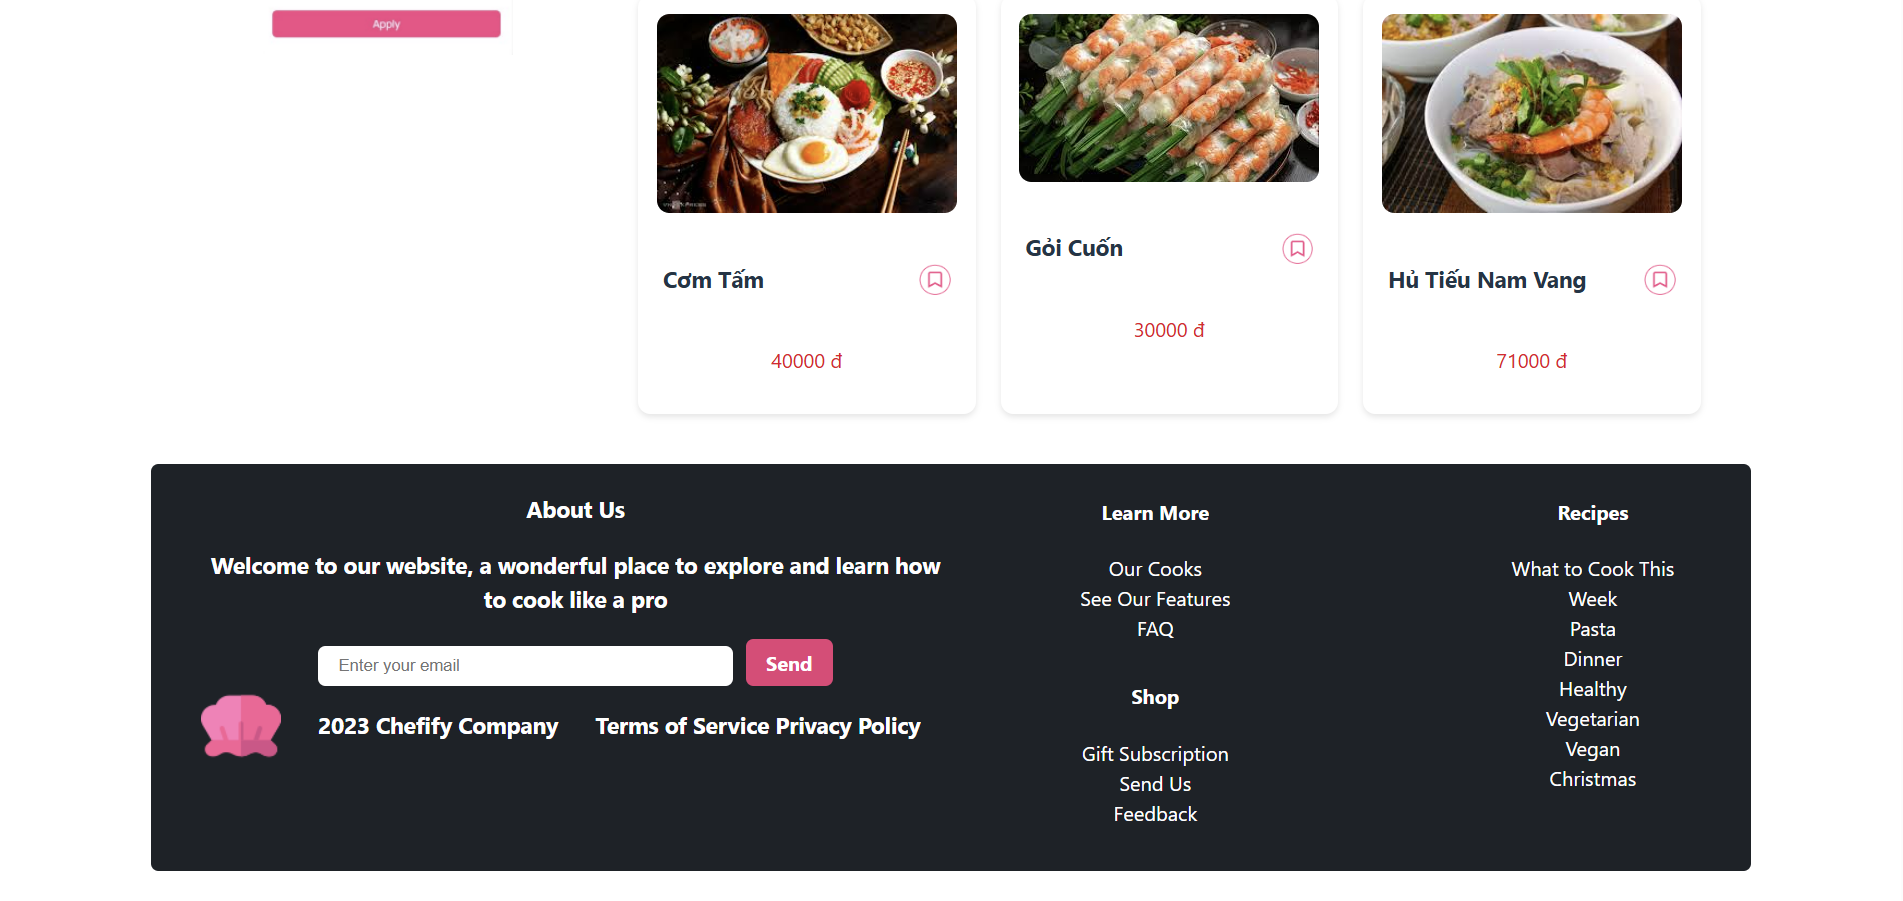 Apply
Cơm Tấm
Gỏi Cuốn
Hủ Tiếu Nam Vang
40000 đ
30000 đ
71000 đ
About Us
Welcome to our website, a wonderful place to explore and learn how
to cook like a pro
Enter your email
Send
2023 Chefify Company
Terms of Service Privacy Policy
Learn More
Our Cooks
See Our Features
FAQ
Shop
Gift Subscription
Send Us
Feedback
Recipes
What to Cook This
Week
Pasta
Dinner
Healthy
Vegetarian
Vegan
Christmas